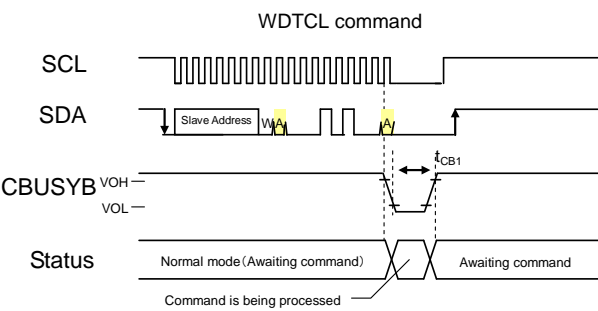 WDTCL command
SCL
SDA
Slave Address
W
A
A
tCB1
CBUSYB
VOH
VOL
Status
Normal mode（Awaiting command）
Awaiting command
Command is being processed